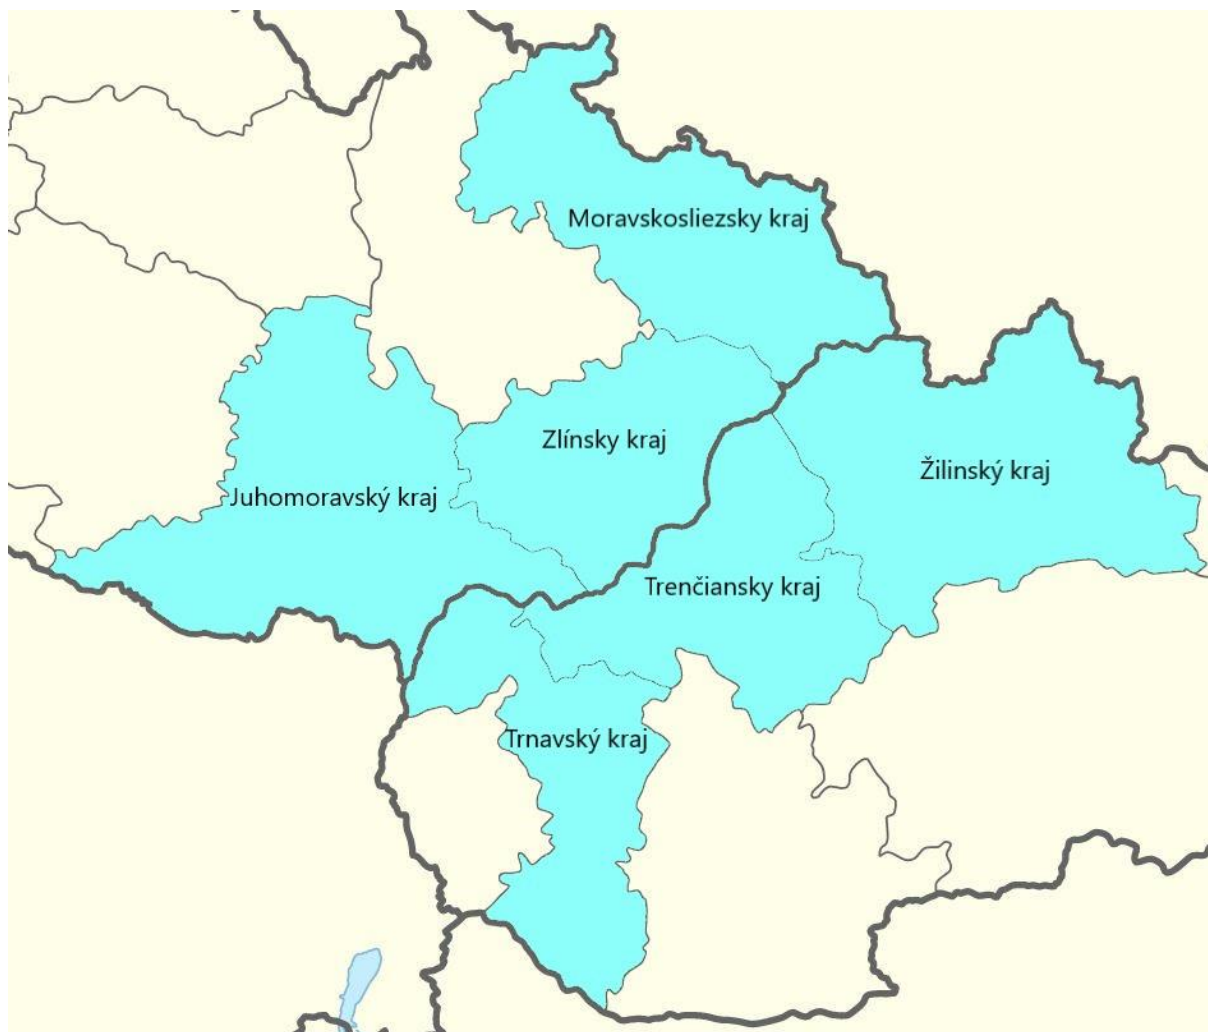 Moravskosliezsky kraj
Zlínsky kraj
Žilinský kraj
Juhomoravský kraj
Trenčiansky kraj
Trnavský kraj